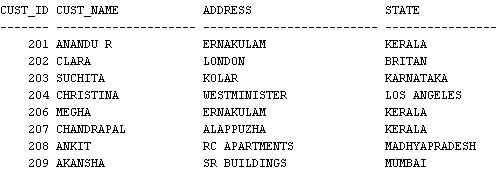 CUST_ID CUST_NAME ADDRESS STATE
------- -------------------- ------------------------- --------------------
201 ANANDU R ERNAKULAM KERALA
202 CLARA LONDON BRITAN
203 SUCHITA KOLAR KARNATAKA
204 CHRISTINA WESTMINISTER LOS ANGELES
206 MEGHA ERNAKULAM KERALA
207 CHANDRAPAL ALAPPUZHA KERALA
208 ANKIT RC APARTMENTS MADHYAPRADESH
209 AKANSHA SR BUILDINGS MUMBAI